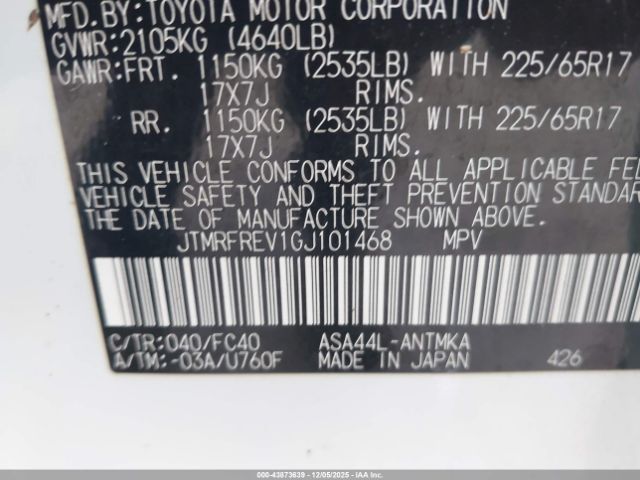 MFD.BY:TOYOTA MOTOR CORPORATION
GVWR:2105KG (4640LB)
GAWR:FRT. 1150KG (2535LB) WITH 225/65R17
17X7J RIMS.
RR. 1150KG (2535LB) WITH 225/65R17
17X7J RIMS.
THIS VEHICLE CONFORMS TO ALL APPLICABLE FED
VEHICLE SAFETY AND THEFT PREVENTION STANDAR
THE DATE OF MANUFACTURE SHOWN ABOVE.
JTMRFREV1GJ101468 MPV
C/TR:040/FC40 ASA44L-ANTMKA
A/TM:-03A/U760F MADE IN JAPAN 426
000-43873639 12/05/2025 IAAI.CA